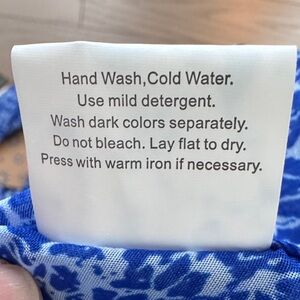 Hand Wash,Cold Water.
Use mild detergent.
Wash dark colors separately.
Do not bleach. Lay flat to dry.
Press with warm iron if necessary.